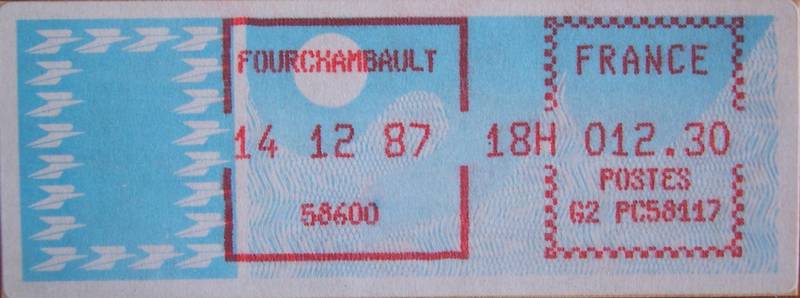 FOURCHAMBAULT
FRANCE
14 12 87 18H 012.30
POSTES
58600
G2 PC58117